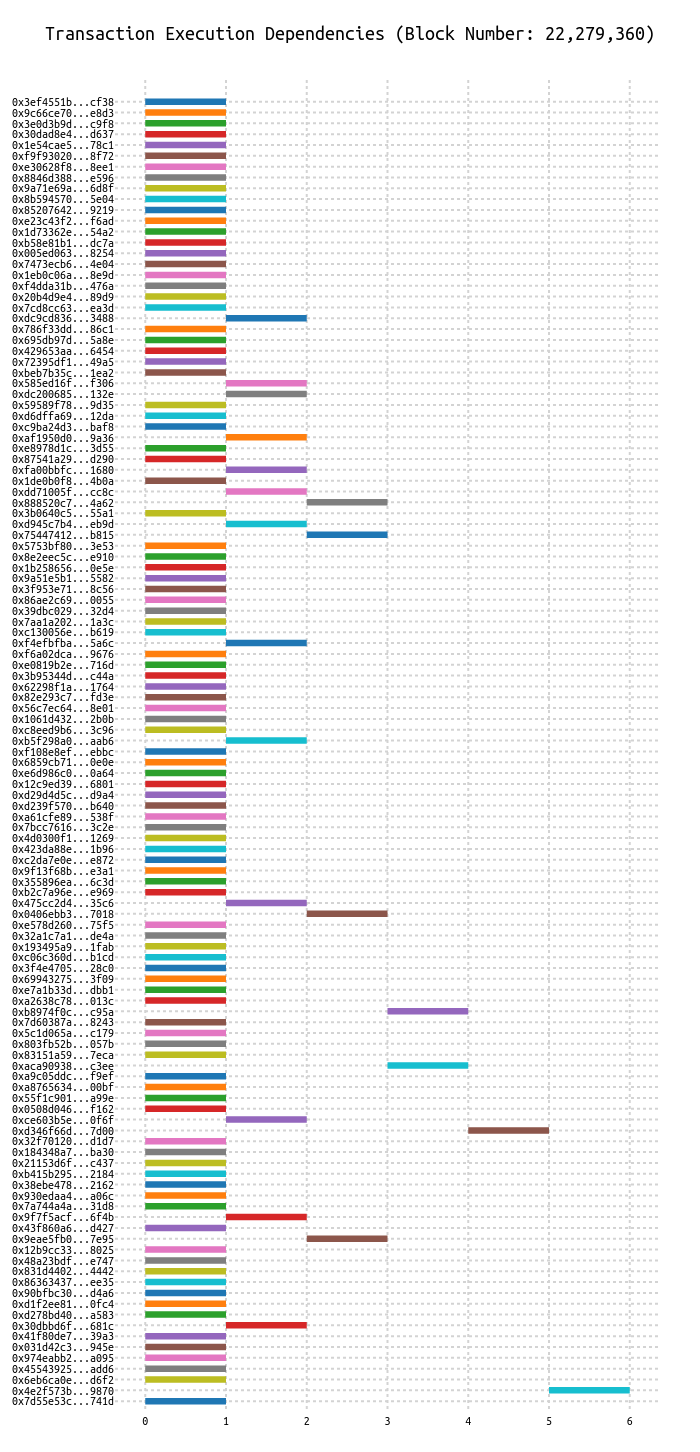 Transaction Execution Dependencies (Block Number: 22,279,360)
0x3ef4551b...cf38
0x9c66ce70...e8d3
0x3e0d3b9d...c9f8
0x30dad8e4...d637
0x1e54cae5...78c1
0xf9f93020...8f72
0xe30628f8...8ee1
0x8846d388...e596
0x9a71e69a...6d8f
0x8b594570...5e04
0x85207642...9219
0xe23c43f2...f6ad
0x1d73362e...54a2
0xb58e81b1...dc7a
0x005ed063...8254
0x7473ecb6...4e04
0x1eb0c06a...8e9d
0xf4dda31b...476a
0x20b4d9e4...89d9
0x7cd8cc63...ea3d
0xdc9cd836...3488
0x786f33dd...86c1
0x695db97d...5a8e
0x429653aa...6454
0x72395df1...49a5
0xbeb7b35c...1ea2
0x585ed16f...f306
0xdc200685...132e
0x59589f78...9d35
0xd6dffa69...12da
0xc9ba24d3...baf8
0xaf1950d0...9a36
0xe8978d1c...3d55
0x87541a29...d290
0xfa00bbfc...1680
0x1de0b0f8...4b0a
0xdd71005f...cc8c
0x888520c7...4a62
0x3b0640c5...55a1
0xd945c7b4...eb9d
0x75447412...b815
0x5753bf80...3e53
0x8e2eec5c...e910
0x1b258656...0e5e
0x9a51e5b1...5582
0x3f953e71...8c56
0x86ae2c69...0055
0x39dbc029...32d4
0x7aa1a202...1a3c
0xc130056e...b619
0xf4efbfba...5a6c
0xf6a02dca...9676
0xe0819b2e...716d
0x3b95344d...c44a
0x62298f1a...1764
0x82e293c7...fd3e
0x56c7ec64...8e01
0x1061d432...2b0b
0xc8eed9b6...3c96
0xb5f298a0...aab6
0xf108e8ef...ebbc
0x6859cb71...0e0e
0xe6d986c0...0a64
0x12c9ed39...6801
0xd29d4d5c...d9a4
0xd239f570...b640
0xa61cfe89...538f
0x7bcc7616...3c2e
0x4d0300f1...1269
0x423da88e...1b96
0xc2da7e0e...e872
0x9f13f68b...e3a1
0x355896ea...6c3d
0xb2c7a96e...e969
0x475cc2d4...35c6
0x0406ebb3...7018
0xe578d260...75f5
0x32a1c7a1...de4a
0x193495a9...1fab
0xc06c360d...b1cd
0x3f4e4705...28c0
0x69943275...3f09
0xe7a1b33d...dbb1
0xa2638c78...013c
0xb8974f0c...c95a
0x7d60387a...8243
0x5c1d065a...c179
0x803fb52b...057b
0x83151a59...7eca
0xaca90938...c3ee
0xa9c05ddc...f9ef
0xa8765634...00bf
0x55f1c901...a99e
0x0508d046...f162
0xce603b5e...0f6f
0xd346f66d...7d00
0x32f70120...d1d7
0x184348a7...ba30
0x21153d6f...c437
0xb415b295...2184
0x38ebe478...2162
0x930edaa4...a06c
0x7a744a4a...31d8
0x9f7f5acf...6f4b
0x43f860a6...d427
0x9eae5fb0...7e95
0x12b9cc33...8025
0x48a23bdf...e747
0x831d4402...4442
0x86363437...ee35
0x90bfbc30...d4a6
0xd1f2ee81...0fc4
0xd278bd40...a583
0x30dbbd6f...681c
0x41f80de7...39a3
0x031d42c3...945e
0x974eabb2...a095
0x45543925...add6
0x6eb6ca0e...d6f2
0x4e2f573b...9870
0x7d55e53c...741d
0 1 2 3 4 5 6